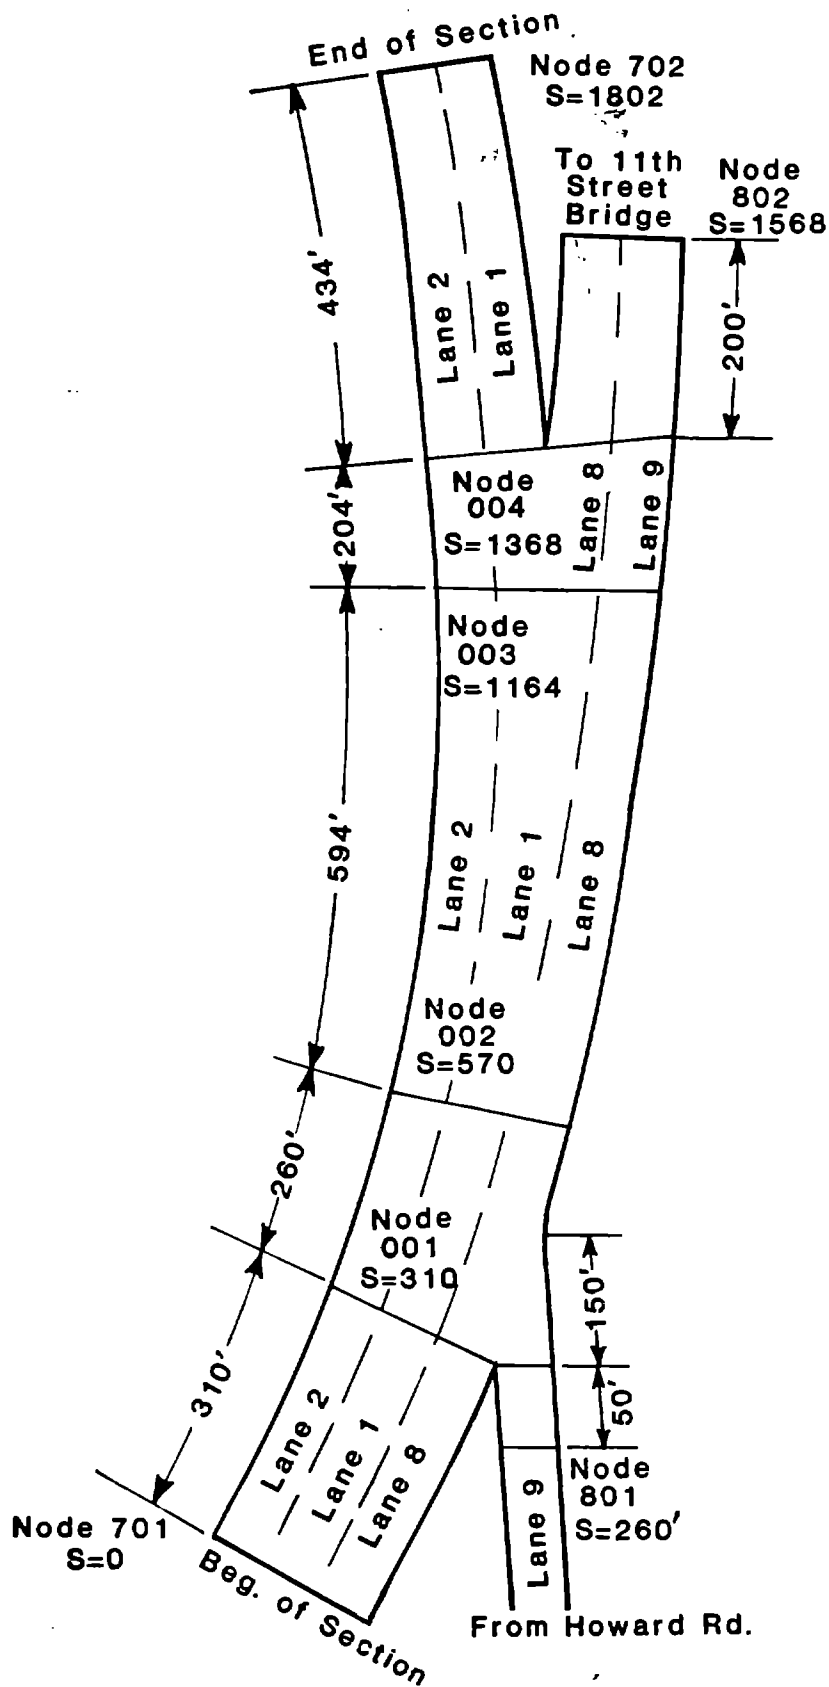 End of Section
Node 702
S=1802
To 11th
Street
Bridge
Node
802
S=1568
434'
Lane 2
Lane 1
200'
204'
Node
004
S=1368
Lane 8
Lane 9
Node
003
S=1164
594'
Lane 2
Lane 1
Lane 8
Node
002
S=570
260'
Node
001
S=310
150'
310'
50'
Lane 2
Lane 1
Lane 8
Lane 9
Node
801
S=260'
Node 701
S=0
Beg. of Section
From Howard Rd.